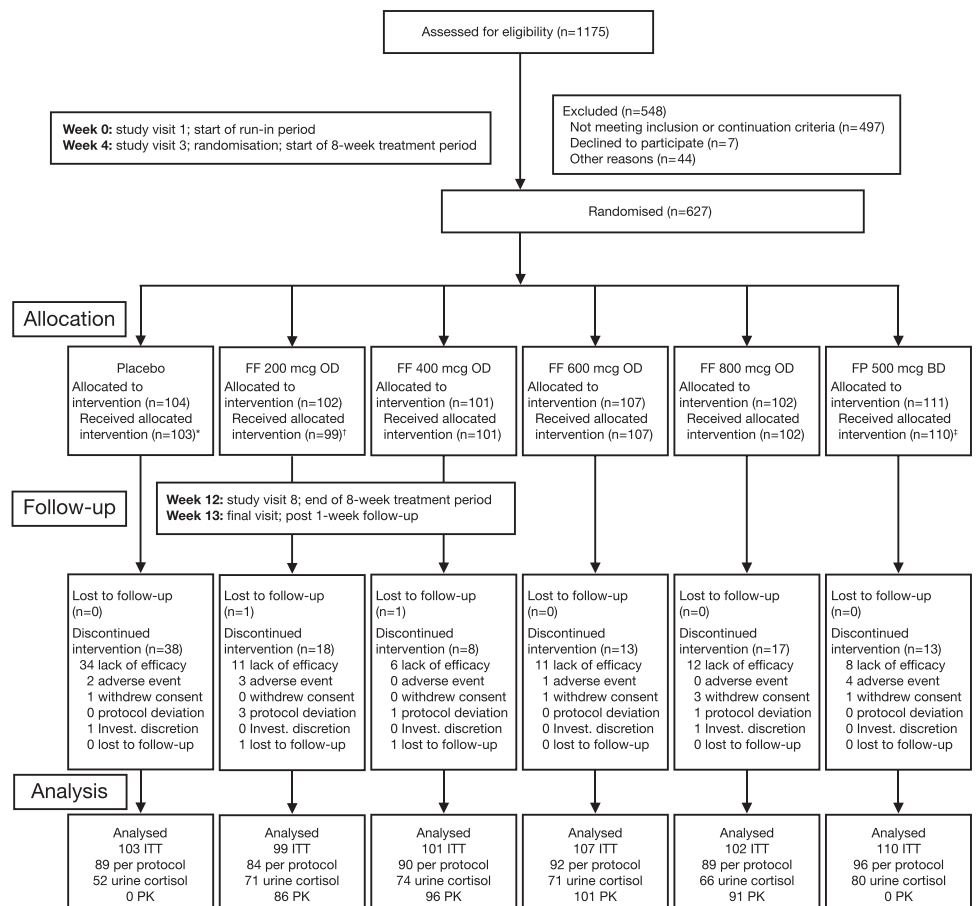 Assessed for eligibility (n=1175)
Week 0: study visit 1; start of run-in period
Week 4: study visit 3; randomisation; start of 8-week treatment period
Excluded (n=548)
Not meeting inclusion or continuation criteria (n=497)
Declined to participate (n=7)
Other reasons (n=44)
Randomised (n=627)
Allocation
Placebo
Allocated to
intervention (n=104)
Received allocated
intervention (n=103)*
FF 200 mcg OD
Allocated to
intervention (n=102)
Received allocated
intervention (n=99)†
FF 400 mcg OD
Allocated to
intervention (n=101)
Received allocated
intervention (n=101)
FF 600 mcg OD
Allocated to
intervention (n=107)
Received allocated
intervention (n=107)
FF 800 mcg OD
Allocated to
intervention (n=102)
Received allocated
intervention (n=102)
FP 500 mcg BD
Allocated to
intervention (n=111)
Received allocated
intervention (n=110)‡
Follow-up
Week 12: study visit 8; end of 8-week treatment period
Week 13: final visit; post 1-week follow-up
Lost to follow-up
(n=0)
Discontinued
intervention (n=38)
34 lack of efficacy
2 adverse event
1 withdrew consent
0 protocol deviation
1 Invest. discretion
0 lost to follow-up
Lost to follow-up
(n=1)
Discontinued
intervention (n=18)
11 lack of efficacy
3 adverse event
0 withdrew consent
3 protocol deviation
0 Invest. discretion
1 lost to follow-up
Lost to follow-up
(n=1)
Discontinued
intervention (n=8)
6 lack of efficacy
0 adverse event
0 withdrew consent
1 protocol deviation
0 Invest. discretion
1 lost to follow-up
Lost to follow-up
(n=0)
Discontinued
intervention (n=13)
11 lack of efficacy
1 adverse event
1 withdrew consent
0 protocol deviation
0 Invest. discretion
0 lost to follow-up
Lost to follow-up
(n=0)
Discontinued
intervention (n=17)
12 lack of efficacy
0 adverse event
3 withdrew consent
1 protocol deviation
1 Invest. discretion
0 lost to follow-up
Lost to follow-up
(n=0)
Discontinued
intervention (n=13)
8 lack of efficacy
4 adverse event
1 withdrew consent
0 protocol deviation
0 Invest. discretion
0 lost to follow-up
Analysis
Analysed
103 ITT
89 per protocol
52 urine cortisol
0 PK
Analysed
99 ITT
84 per protocol
71 urine cortisol
86 PK
Analysed
101 ITT
90 per protocol
74 urine cortisol
96 PK
Analysed
107 ITT
92 per protocol
71 urine cortisol
101 PK
Analysed
102 ITT
89 per protocol
66 urine cortisol
91 PK
Analysed
110 ITT
96 per protocol
80 urine cortisol
0 PK